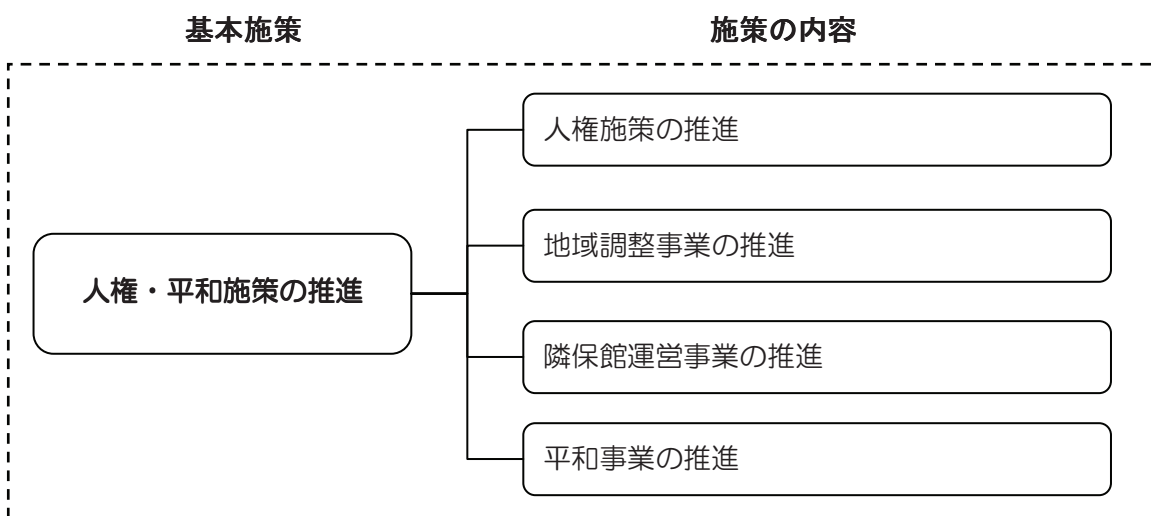 基本施策
施策の内容
人権・平和施策の推進
人権施策の推進
地域調整事業の推進
隣保館運営事業の推進
平和事業の推進